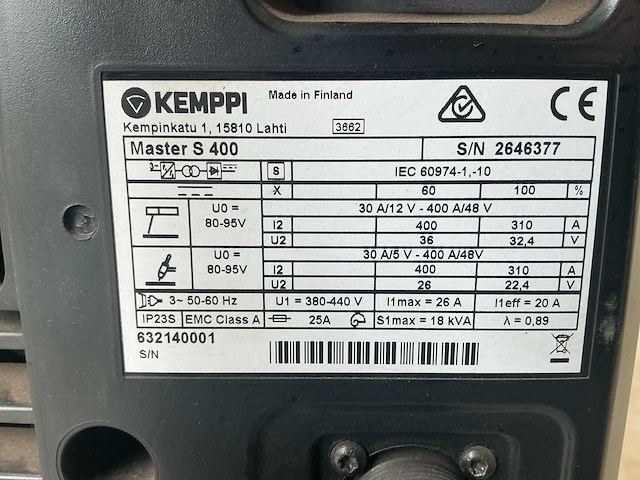 KEMPPI Made in Finland CE
Kempinkatu 1, 15810 Lahti 3662
Master S 400 S/N 2646377
3~ S IEC 60974-1,-10
X 60 100 %
U0 = 80-95V 30 A/12 V - 400 A/48 V
I2 400 310 A
U2 36 32,4 V
U0 = 80-95V 30 A/5 V - 400 A/48V
I2 400 310 A
U2 26 22,4 V
3~ 50-60 Hz U1 = 380-440 V I1max = 26 A I1eff = 20 A
IP23S EMC Class A 25A S1max = 18 kVA λ = 0,89
632140001
S/N